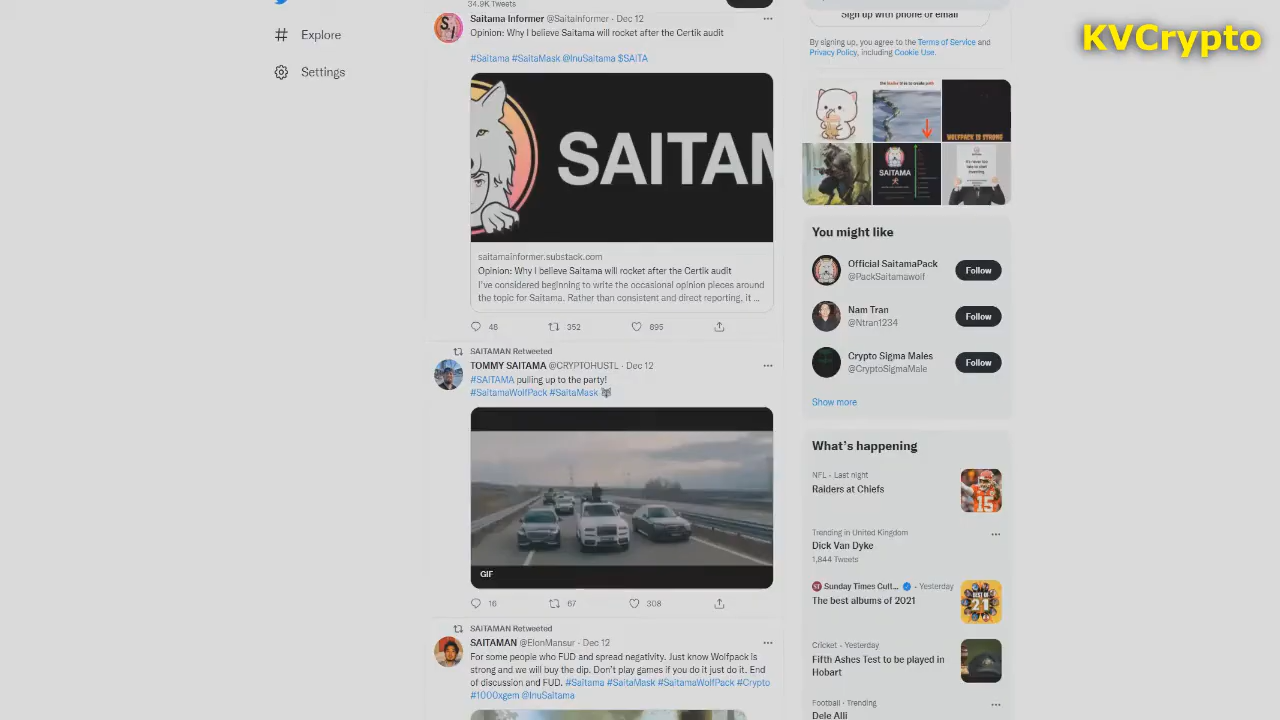 34.9K Tweets
Explore
Settings
Saitama Informer @SaitaInformer · Dec 12
Opinion: Why I believe Saitama will rocket after the Certik audit
#Saitama #SaitaMask @InuSaitama $SAITA
SAITAM
saitamainformer.substack.com
Opinion: Why I believe Saitama will rocket after the Certik audit
I've considered beginning to write the occasional opinion pieces around
the topic for Saitama. Rather than consistent and direct reporting, it ...
48 352 895
SAITAMAN Retweeted
TOMMY SAITAMA @CRYPTOHUSTL · Dec 12
#SAITAMA pulling up to the party!
#SaitamaWolfPack #SaitaMask
GIF
16 67 308
SAITAMAN Retweeted
SAITAMAN @ElonMansur · Dec 12
For some people who FUD and spread negativity. Just know Wolfpack is
strong and we will buy the dip. Don't play games if you do it just do it. End
of discussion and FUD. #Saitama #SaitaMask #SaitamaWolfPack #Crypto
#1000xgem @InuSaitama
KVCrypto
Sign up with phone or email
By signing up, you agree to the Terms of Service and
Privacy Policy, including Cookie Use.
WOLFPACK IS STRONG
SAITAMA
It's never too
late to start
investing.
You might like
Official SaitamaPack
@PackSaitamawolf
Follow
Nam Tran
@Ntran1234
Follow
Crypto Sigma Males
@CryptoSigmaMale
Follow
Show more
What's happening
NFL · Last night
Raiders at Chiefs
Trending in United Kingdom
Dick Van Dyke
1,844 Tweets
Sunday Times Cult... · Yesterday
The best albums of 2021
BEST OF
21
Cricket · Yesterday
Fifth Ashes Test to be played in
Hobart
Football · Trending
Dele Alli